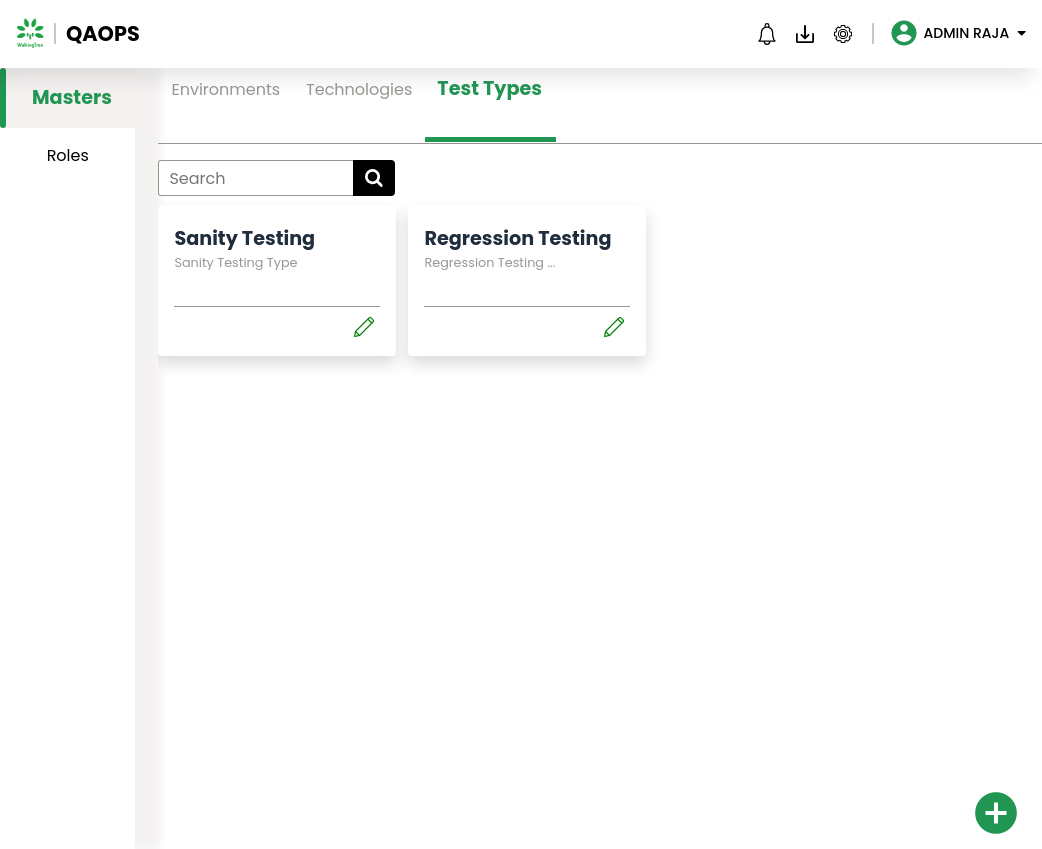 WalkingTree
QAOPS
ADMIN RAJA
Masters
Roles
Environments
Technologies
Test Types
Search
Sanity Testing
Sanity Testing Type
Regression Testing
Regression Testing ...